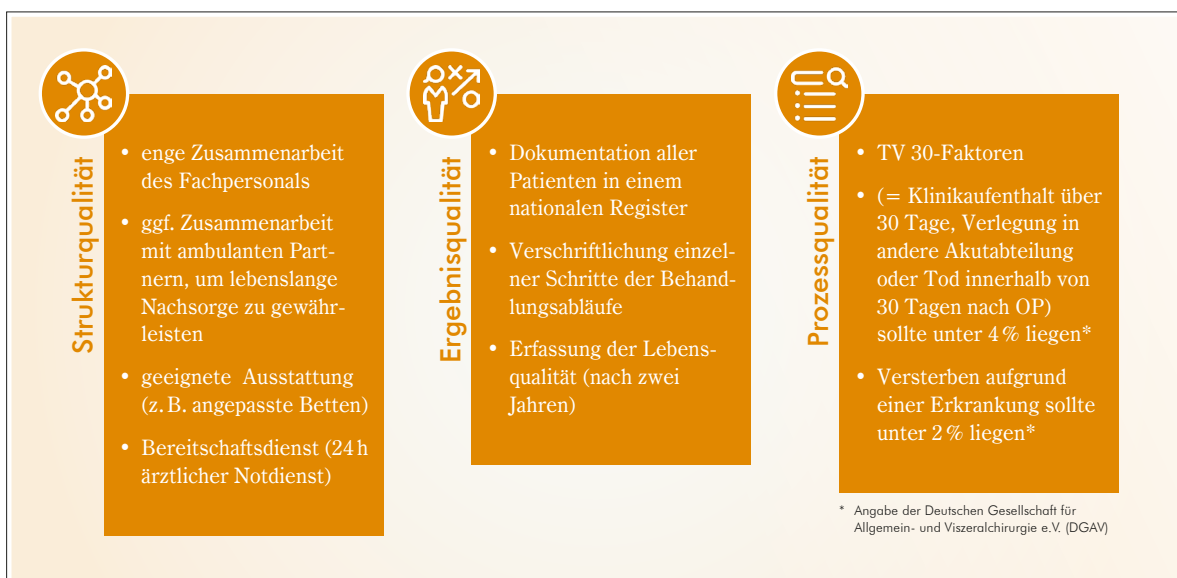 Strukturqualität
• enge Zusammenarbeit
des Fachpersonals
• ggf. Zusammenarbeit
mit ambulanten Part-
nern, um lebenslange
Nachsorge zu gewähr-
leisten
• geeignete Ausstattung
(z. B. angepasste Betten)
• Bereitschaftsdienst (24 h
ärztlicher Notdienst)
Ergebnisqualität
• Dokumentation aller
Patienten in einem
nationalen Register
• Verschriftlichung einzel-
ner Schritte der Behand-
lungsabläufe
• Erfassung der Lebens-
qualität (nach zwei
Jahren)
Prozessqualität
• TV 30-Faktoren
• (= Klinikaufenthalt über
30 Tage, Verlegung in
andere Akutabteilung
oder Tod innerhalb von
30 Tagen nach OP)
sollte unter 4 % liegen*
• Versterben aufgrund
einer Erkrankung sollte
unter 2 % liegen*
* Angabe der Deutschen Gesellschaft für
Allgemein- und Viszeralchirurgie e.V. (DGAV)